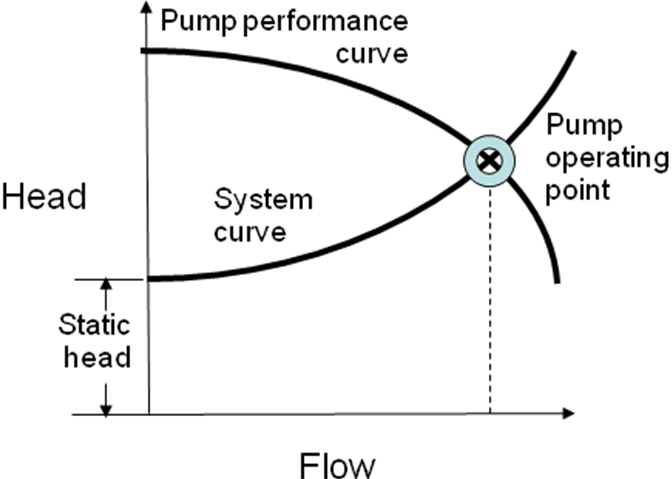 Pump performance
curve
Pump
operating
point
Head
System
curve
Static
head
Flow